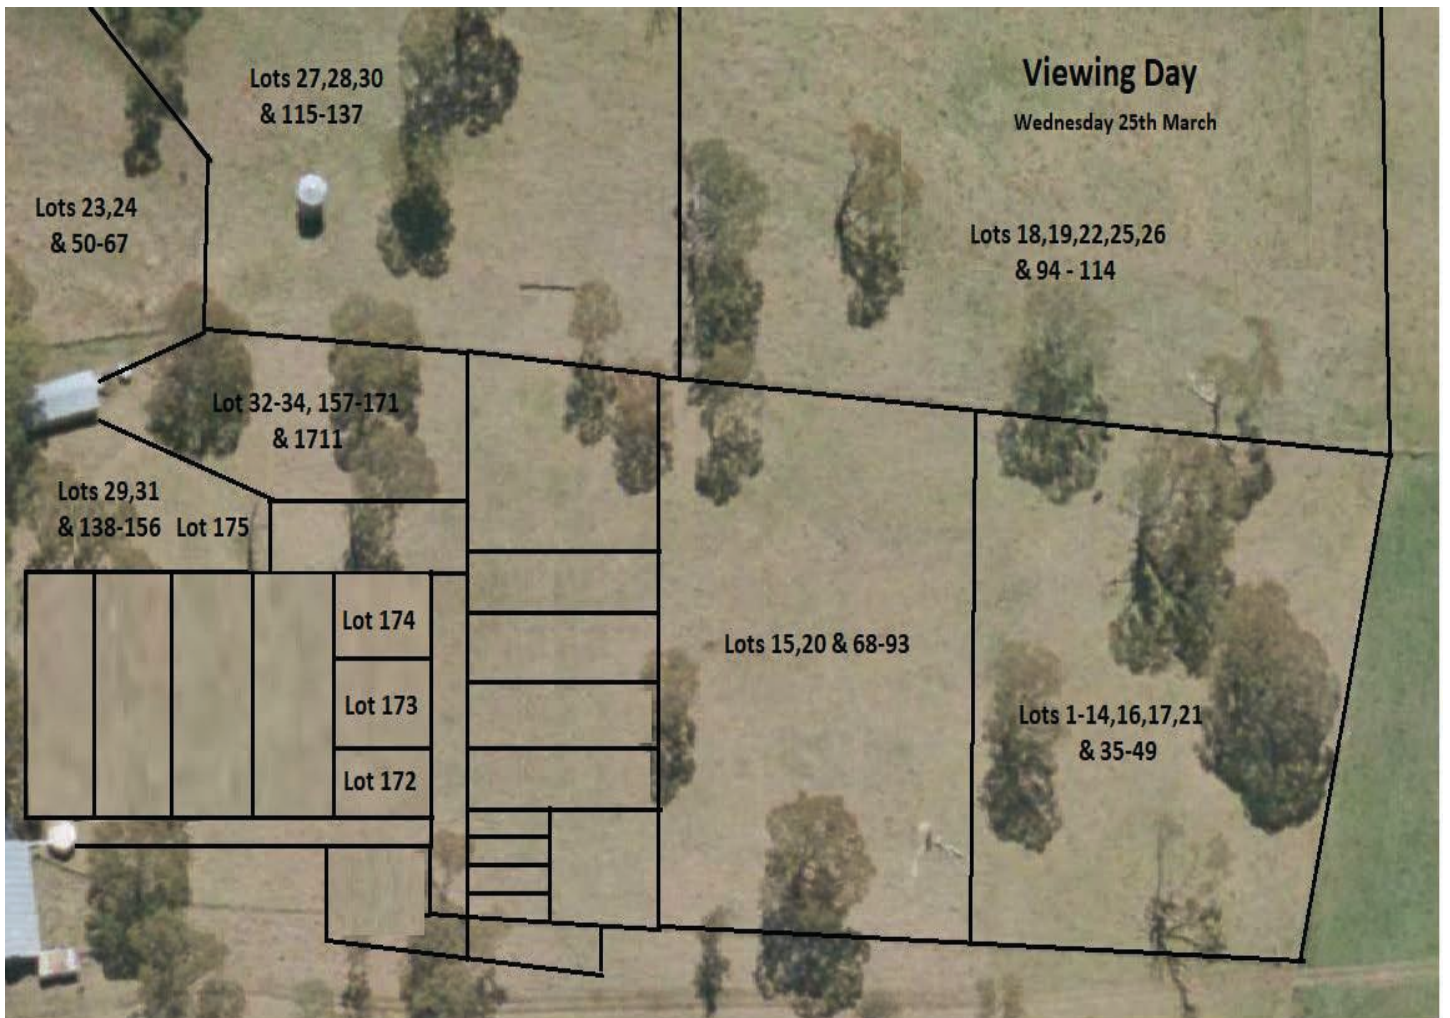 Viewing Day
Wednesday 25th March
Lots 27,28,30
& 115-137
Lots 23,24
& 50-67
Lots 18,19,22,25,26
& 94 - 114
Lot 32-34, 157-171
& 1711
Lots 29,31
& 138-156
Lot 175
Lot 174
Lot 173
Lot 172
Lots 15,20 & 68-93
Lots 1-14,16,17,21
& 35-49